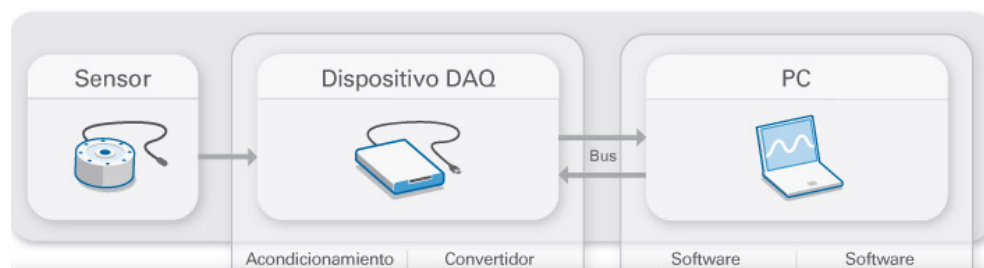 Sensor
Dispositivo DAQ
PC
Bus
Acondicionamiento
Convertidor
Software
Software